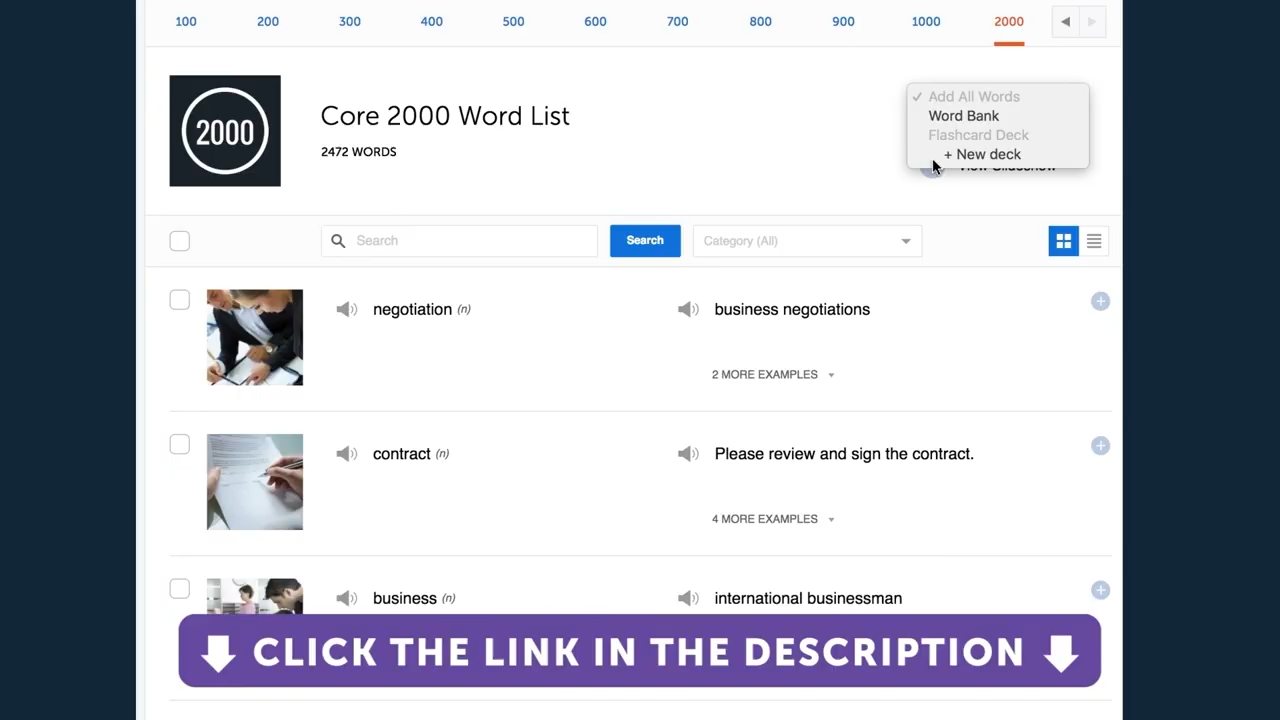 100 200 300 400 500 600 700 800 900 1000 2000
2000
Core 2000 Word List
2472 WORDS
Add All Words
Word Bank
Flashcard Deck
+ New deck
View Slideshow
Search
Search
Category (All)
negotiation (n)
business negotiations
2 MORE EXAMPLES
contract (n)
Please review and sign the contract.
4 MORE EXAMPLES
business (n)
international businessman
CLICK THE LINK IN THE DESCRIPTION